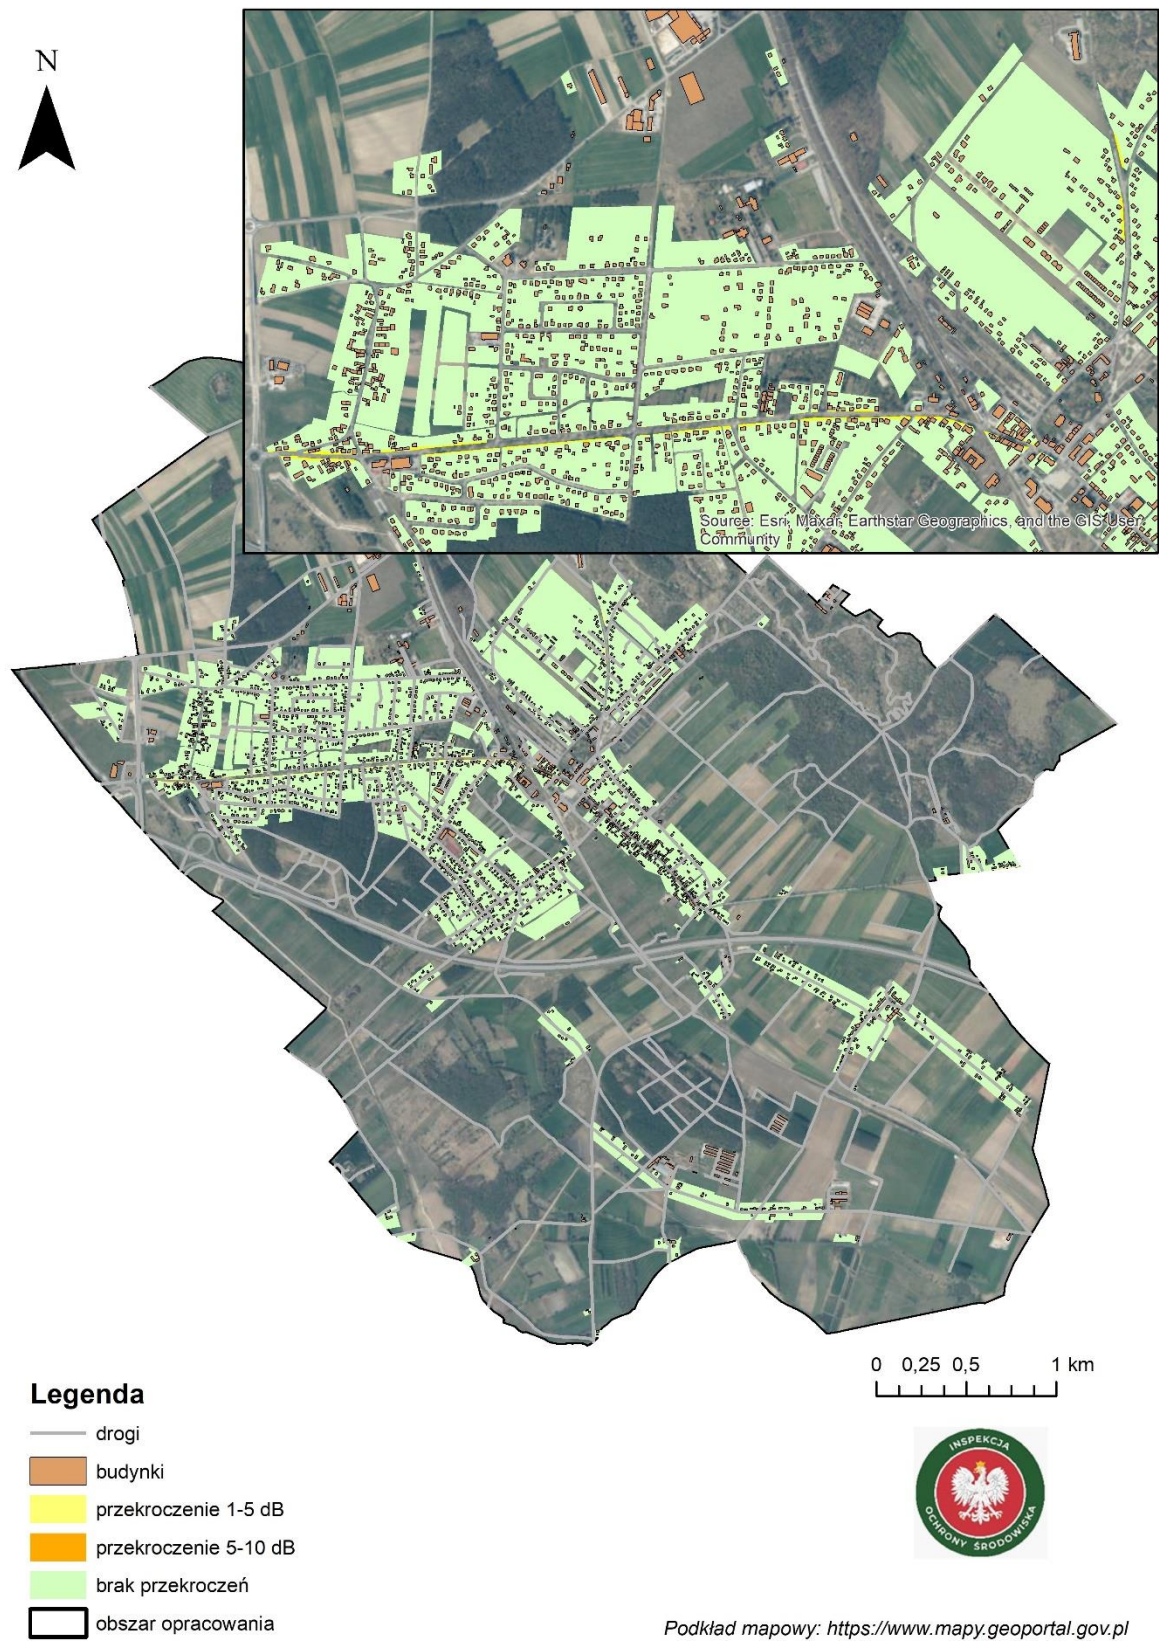 N
Source: Esri, Maxar, Earthstar Geographics, and the GIS User
Community
0 0,25 0,5 1 km
Legenda
drogi
budynki
przekroczenie 1-5 dB
przekroczenie 5-10 dB
brak przekroczeń
obszar opracowania
INSPEKCJA
OCHRONY ŚRODOWISKA
Podkład mapowy: https://www.mapy.geoportal.gov.pl